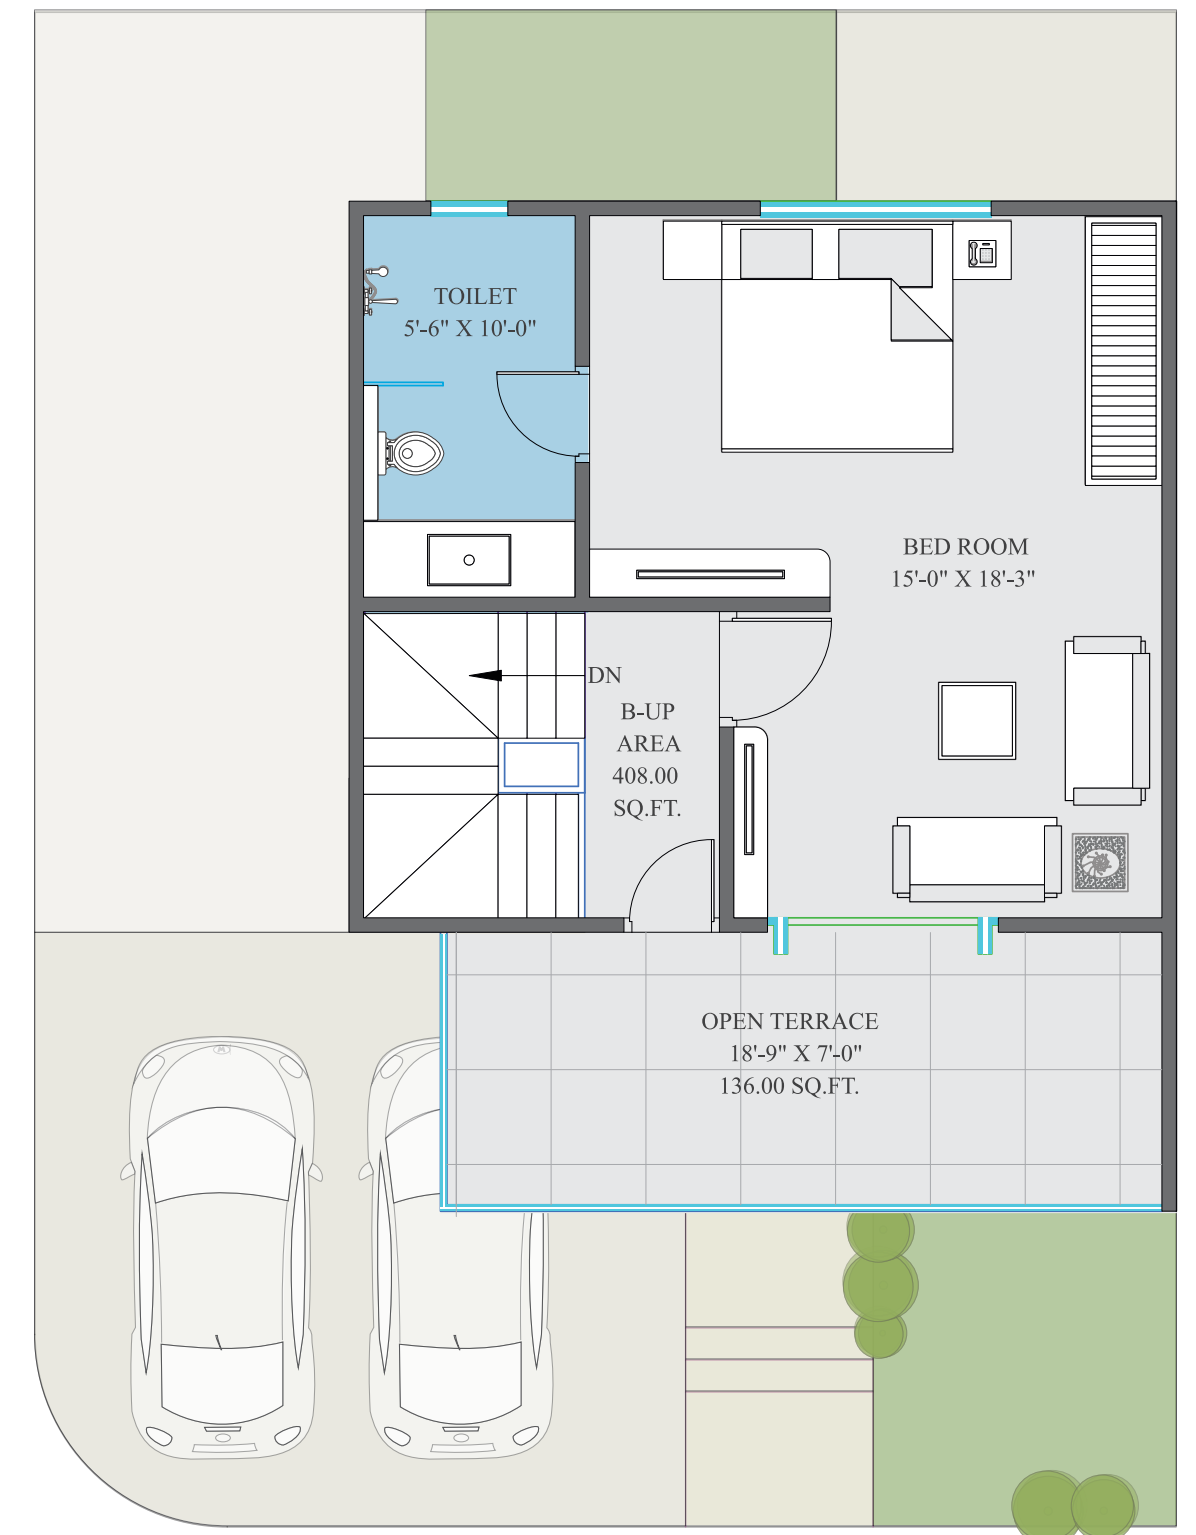 TOILET
5'-6" X 10'-0"
BED ROOM
15'-0" X 18'-3"
DN
B-UP
AREA
408.00
SQ.FT.
OPEN TERRACE
18'-9" X 7'-0"
136.00 SQ.FT.